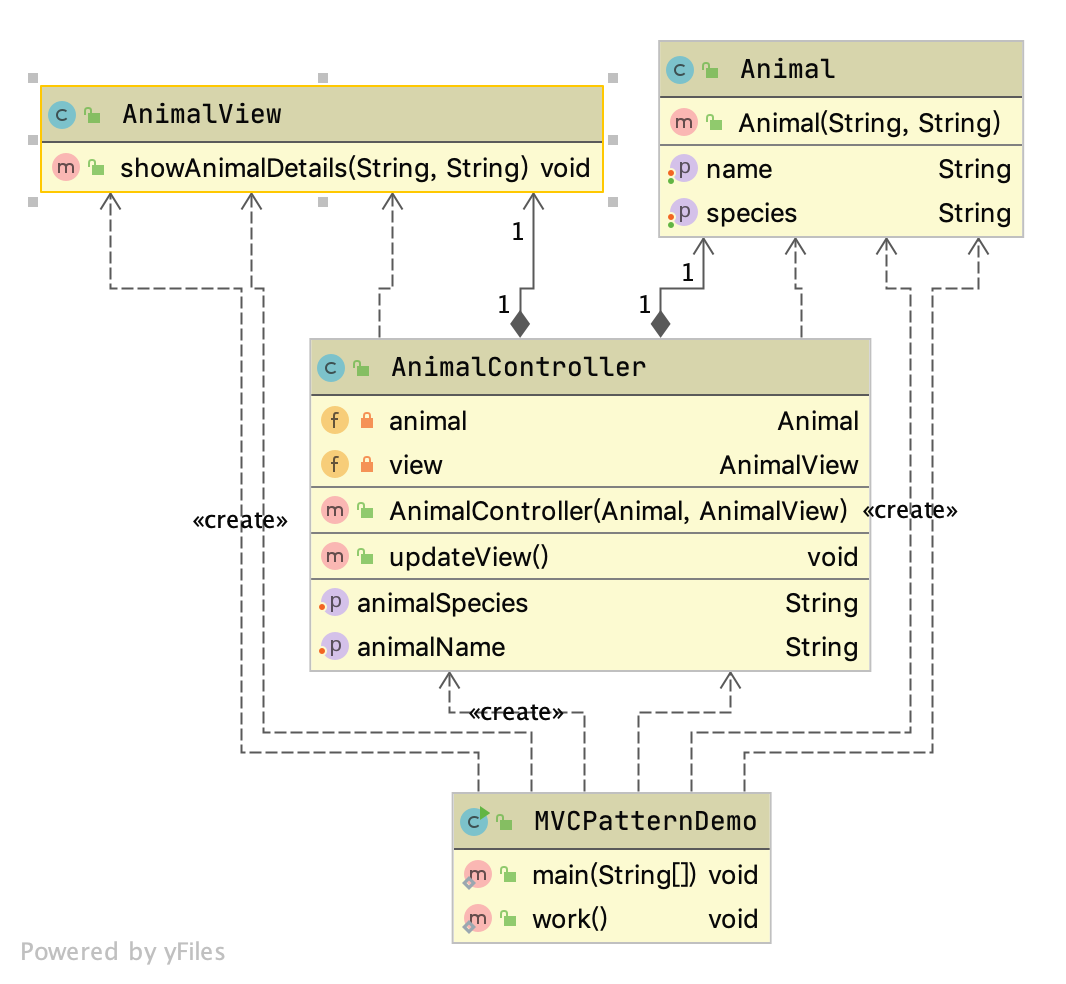 AnimalView
showAnimalDetails(String, String) void
Animal
Animal(String, String)
name String
species String
1
1
1
1
AnimalController
animal Animal
view AnimalView
AnimalController(Animal, AnimalView)
updateView() void
animalSpecies String
animalName String
«create»
«create»
«create»
MVCPatternDemo
main(String[]) void
work() void
Powered by yFiles